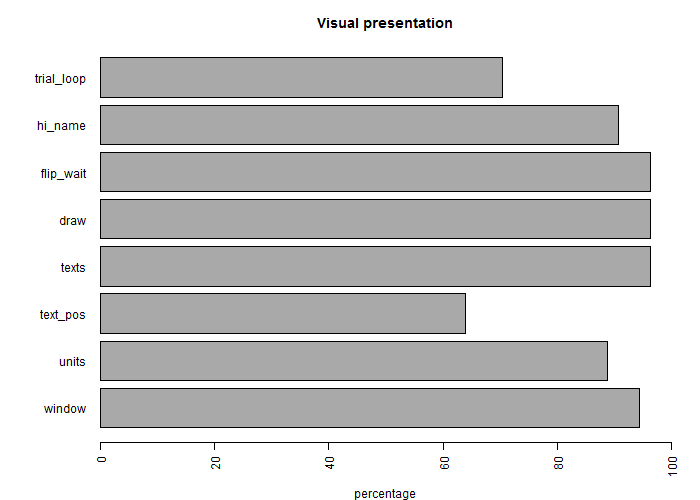 Visual presentation
trial_loop
hi_name
flip_wait
draw
texts
text_pos
units
window
0 20 40 60 80 100
percentage